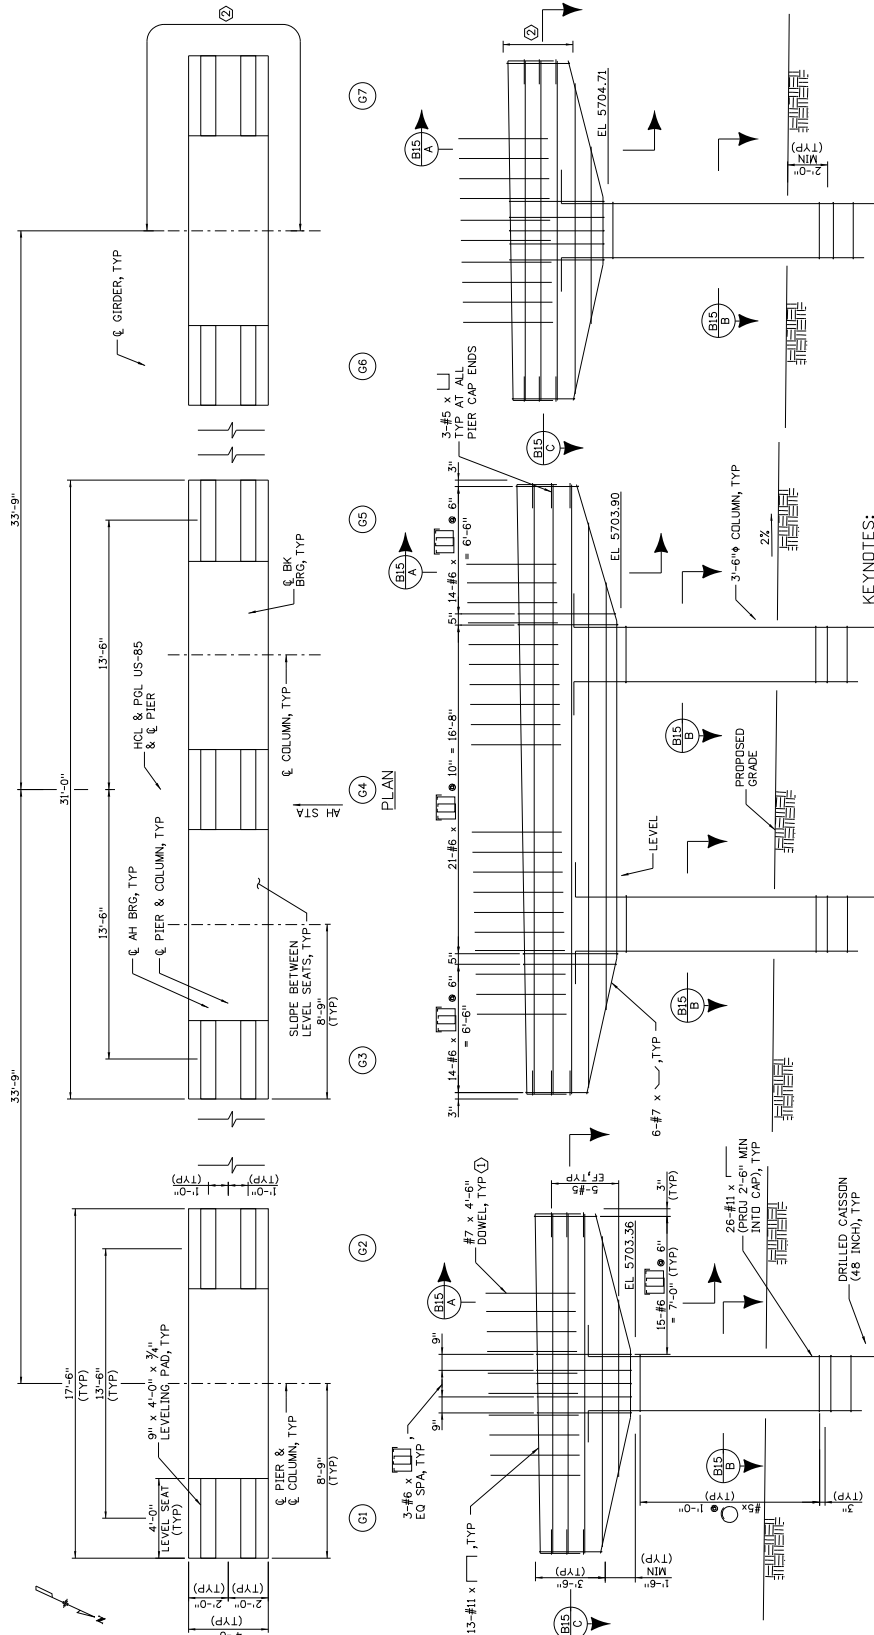 33'-9"
33'-9"
31'-0"
17'-6"
(TYP)
13'-6"
(TYP)
13'-6"
13'-6"
4'-0"
LEVEL SEAT
(TYP)
9" x 4'-0" x 3/4"
LEVELING PAD, TYP
℄ AH BRG, TYP
℄ PIER & COLUMN, TYP
HCL & PGL US-85
& ℄ PIER
℄ GIRDER, TYP
2
2'-0"
(TYP)
2'-0"
(TYP)
(TYP)
1'-0"
(TYP)
1'-0"
(TYP)
℄ PIER &
℄ COLUMN, TYP
8'-9"
(TYP)
SLOPE BETWEEN
LEVEL SEATS, TYP
8'-9"
(TYP)
AH STA
℄ COLUMN, TYP
℄ BK
BRG, TYP
N
G1
G2
G3
G4
G5
G6
G7
PLAN
3-#6 x ,
EQ SPA, TYP
9"
9"
B15
A
#7 x 4'-6"
DOWEL, TYP 1
3"
14-#6 x @ 6"
= 6'-6"
5"
21-#6 x @ 10" = 16'-8"
5"
14-#6 x @ 6"
= 6'-6"
3"
B15
A
3-#5 x
TYP AT ALL
PIER CAP ENDS
B15
A
2
13-#11 x , TYP
B15
C
3'-6"
(TYP)
1'-6"
MIN
(TYP)
5-#5
EF, TYP
EL 5703.36
15-#6 @ 6"
= 7'-0" (TYP)
3"
(TYP)
6-#7 x , TYP
LEVEL
B15
C
EL 5703.90
EL 5704.71
B15
B
#5x @ 1'-0"
(TYP)
3"
(TYP)
26-#11 x
(PROJ 2'-6" MIN
INTO CAP), TYP
DRILLED CAISSON
(48 INCH), TYP
B15
B
PROPOSED
GRADE
B15
B
3'-6"Φ COLUMN, TYP
2%
B15
B
2'-0"
MIN
(TYP)
KEYNOTES: